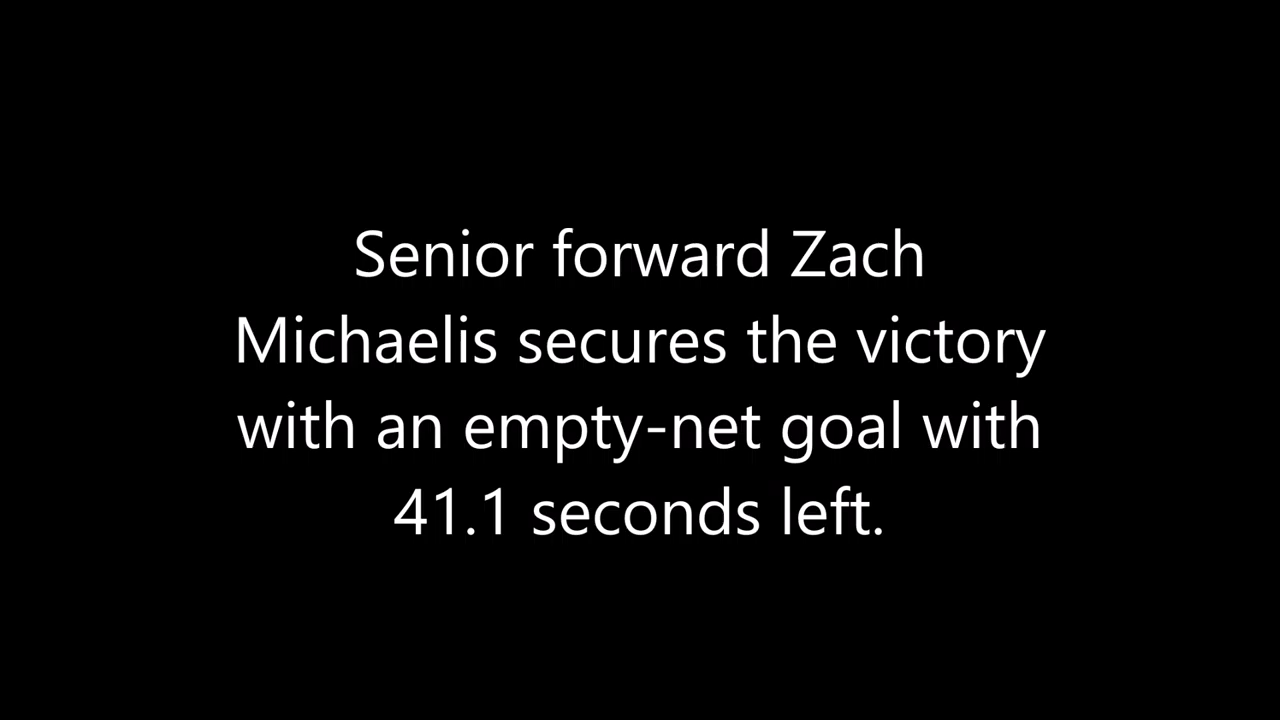 Senior forward Zach
Michaelis secures the victory
with an empty-net goal with
41.1 seconds left.